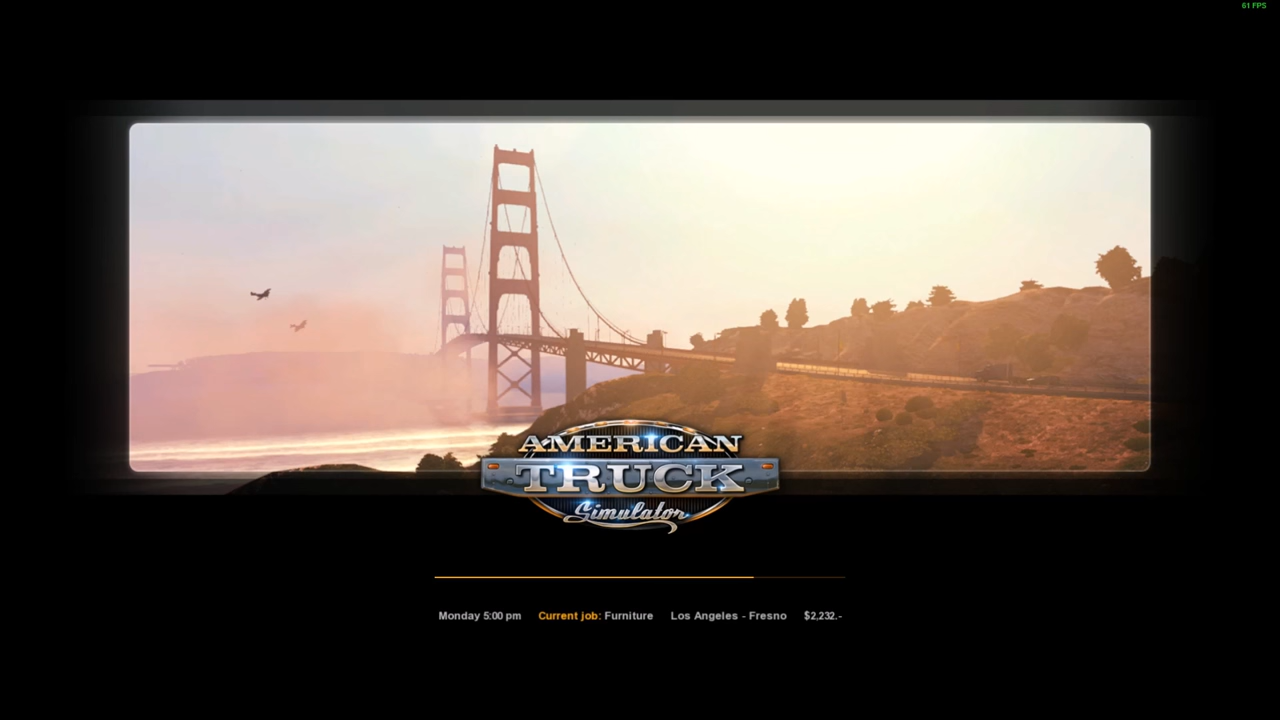 61 FPS
AMERICAN
TRUCK
Simulator
Monday 5:00 pm Current job: Furniture Los Angeles - Fresno $2,232.-